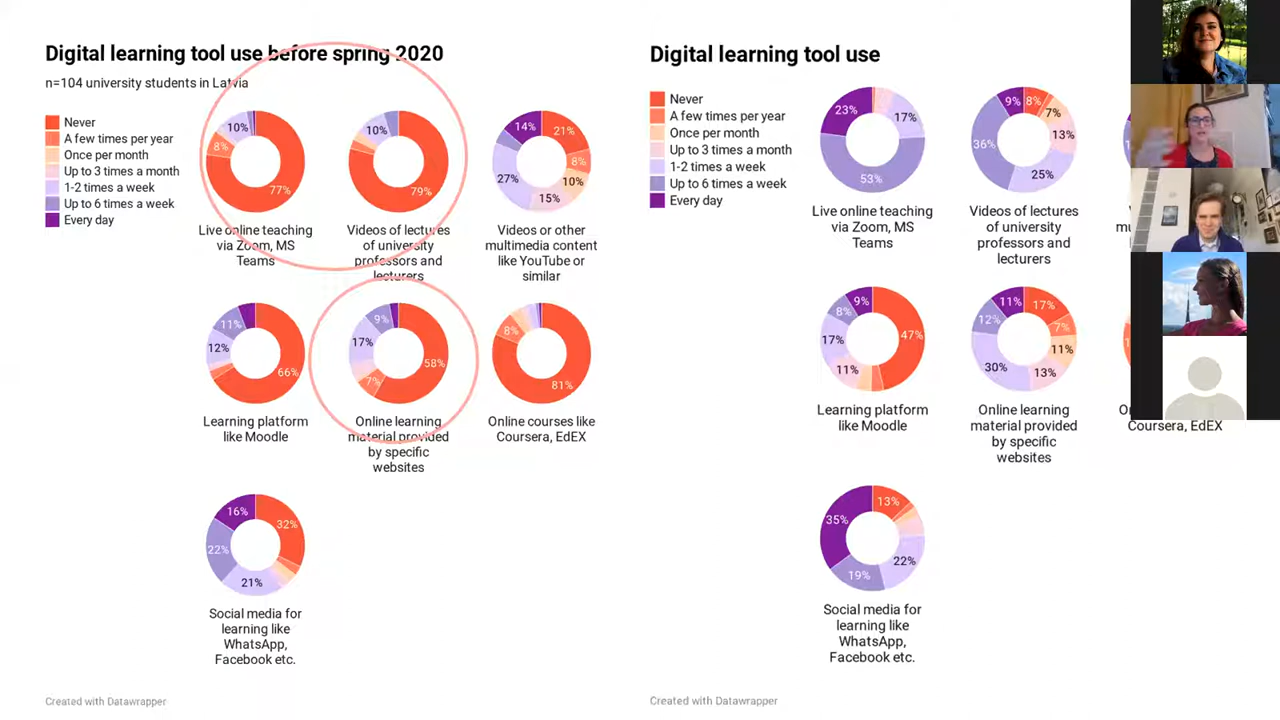 Digital learning tool use before spring 2020
n=104 university students in Latvia
Never
A few times per year
Once per month
Up to 3 times a month
1-2 times a week
Up to 6 times a week
Every day
10%
8%
77%
Live online teaching
via Zoom, MS
Teams
10%
79%
Videos of lectures
of university
professors and
lecturers
14%
21%
8%
10%
15%
27%
Videos or other
multimedia content
like YouTube or
similar
11%
12%
66%
Learning platform
like Moodle
9%
17%
7%
58%
Online learning
material provided
by specific
websites
8%
81%
Online courses like
Coursera, EdEX
16%
32%
22%
21%
Social media for
learning like
WhatsApp,
Facebook etc.
Created with Datawrapper
Digital learning tool use
Never
A few times per year
Once per month
Up to 3 times a month
1-2 times a week
Up to 6 times a week
Every day
23%
17%
53%
Live online teaching
via Zoom, MS
Teams
9%
8%
7%
13%
25%
36%
Videos of lectures
of university
professors and
lecturers
9%
8%
17%
11%
47%
Learning platform
like Moodle
11%
17%
12%
7%
11%
30%
13%
Online learning
material provided
by specific
websites
Coursera, EdEX
35%
13%
22%
19%
Social media for
learning like
WhatsApp,
Facebook etc.
Created with Datawrapper